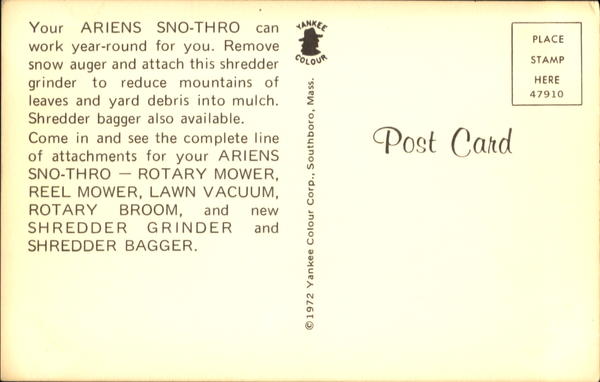 Your ARIENS SNO-THRO can
work year-round for you. Remove
snow auger and attach this shredder
grinder to reduce mountains of
leaves and yard debris into mulch.
Shredder bagger also available.
Come in and see the complete line
of attachments for your ARIENS
SNO-THRO — ROTARY MOWER,
REEL MOWER, LAWN VACUUM,
ROTARY BROOM, and new
SHREDDER GRINDER and
SHREDDER BAGGER.
YANKEE
COLOUR
©1972 Yankee Colour Corp., Southboro, Mass.
Post Card
PLACE
STAMP
HERE
47910